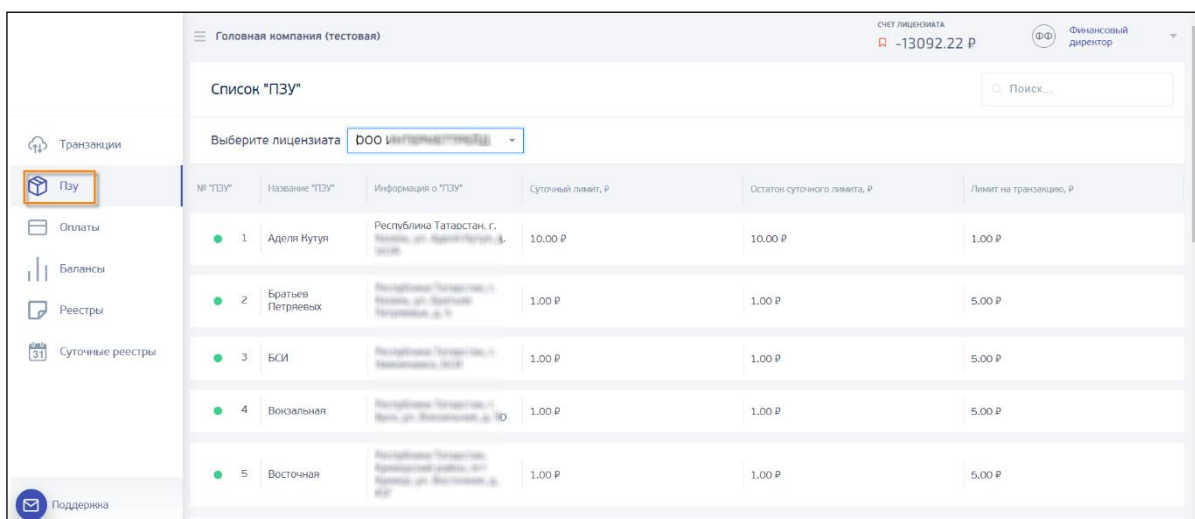 Головная компания (тестовая)
СЧЕТ ЛИЦЕНЗИАТА
-13092.22 ₽
ФФ
Финансовый
директор
Список "ПЗУ"
Поиск...
Выберите лицензиата
ООО
Транзакции
Пзу
Оплаты
Балансы
Реестры
31
Суточные реестры
Поддержка
№ "ПЗУ" Название "ПЗУ" Информация о "ПЗУ" Суточный лимит, ₽ Остаток суточного лимита, ₽ Лимит на транзакцию, ₽
Республика Татарстан, г.
1 Аделя Кутуя 10.00 ₽ 10.00 ₽ 1.00 ₽
2 Братьев
Петряевых 1.00 ₽ 1.00 ₽ 5.00 ₽
3 БСИ 1.00 ₽ 1.00 ₽ 5.00 ₽
4 Вокзальная 1.00 ₽ 1.00 ₽ 5.00 ₽
5 Восточная 1.00 ₽ 1.00 ₽ 5.00 ₽